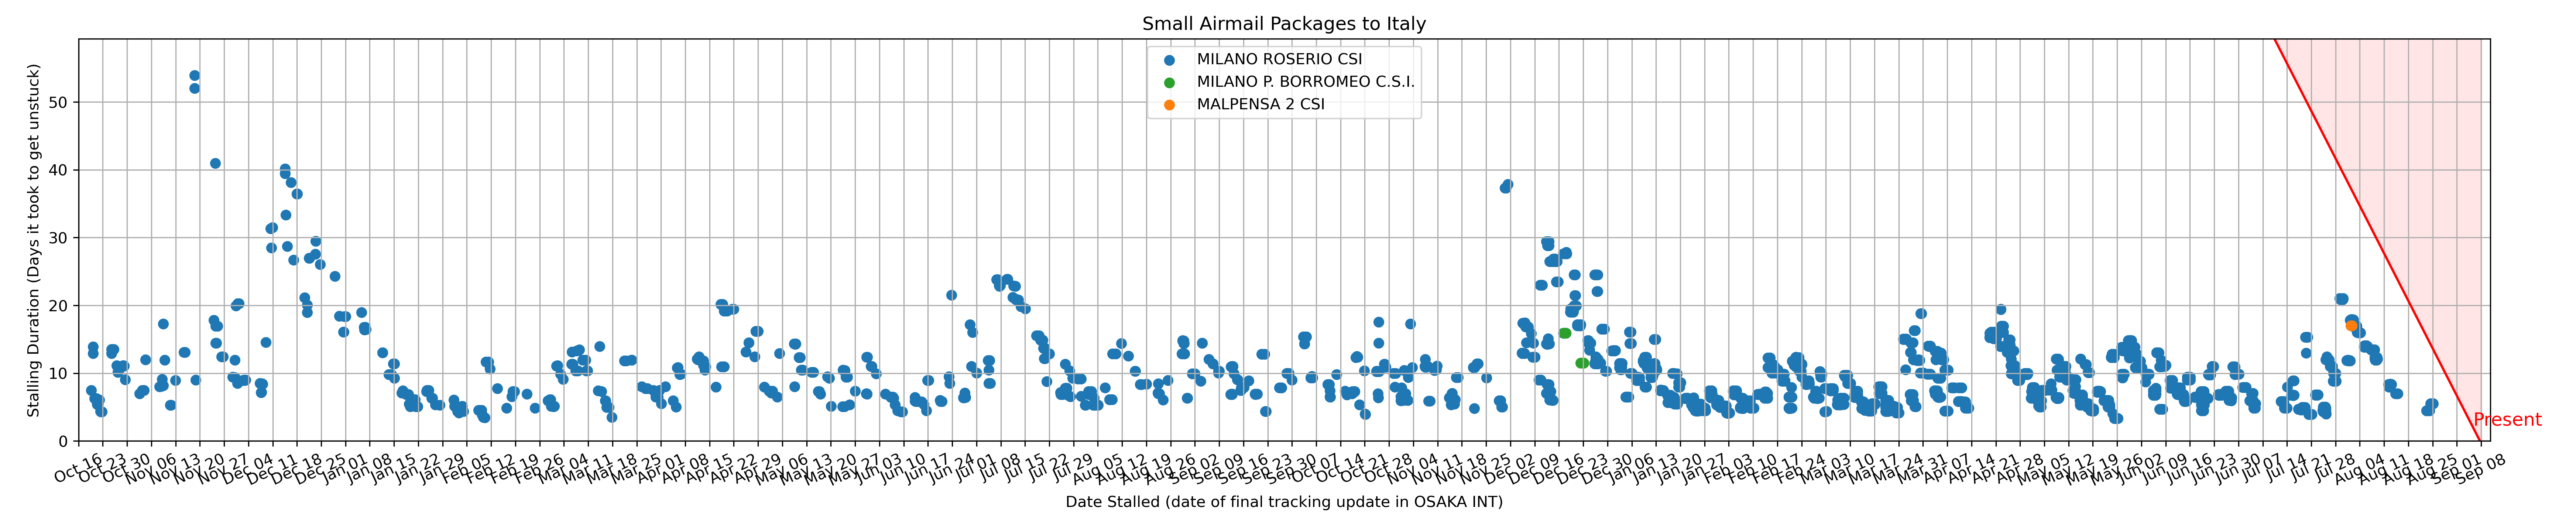 Small Airmail Packages to Italy
MILANO ROSERIO CSI
MILANO P. BORROMEO C.S.I.
MALPENSA 2 CSI
Stalling Duration (Days it took to get unstuck)
50
40
30
20
10
0
Present
Oct 16
Oct 23
Oct 30
Nov 06
Nov 13
Nov 20
Nov 27
Dec 04
Dec 11
Dec 18
Dec 25
Jan 01
Jan 08
Jan 15
Jan 22
Jan 29
Feb 05
Feb 12
Feb 19
Feb 26
Mar 04
Mar 11
Mar 18
Mar 25
Apr 01
Apr 08
Apr 15
Apr 22
Apr 29
May 06
May 13
May 20
May 27
Jun 03
Jun 10
Jun 17
Jun 24
Jul 01
Jul 08
Jul 15
Jul 22
Jul 29
Aug 05
Aug 12
Aug 19
Aug 26
Sep 02
Sep 09
Sep 16
Sep 23
Sep 30
Oct 07
Oct 14
Oct 21
Oct 28
Nov 04
Nov 11
Nov 18
Nov 25
Dec 02
Dec 09
Dec 16
Dec 23
Dec 30
Jan 06
Jan 13
Jan 20
Jan 27
Feb 03
Feb 10
Feb 17
Feb 24
Mar 03
Mar 10
Mar 17
Mar 24
Mar 31
Apr 07
Apr 14
Apr 21
Apr 28
May 05
May 12
May 19
May 26
Jun 02
Jun 09
Jun 16
Jun 23
Jun 30
Jul 07
Jul 14
Jul 21
Jul 28
Aug 04
Aug 11
Aug 18
Aug 25
Sep 01
Sep 08
Date Stalled (date of final tracking update in OSAKA INT)